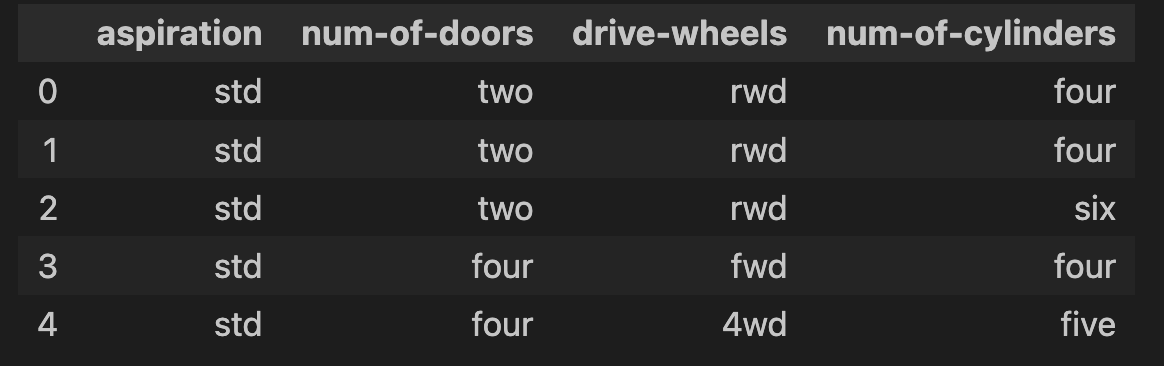 aspiration num-of-doors drive-wheels num-of-cylinders
0 std two rwd four
1 std two rwd four
2 std two rwd six
3 std four fwd four
4 std four 4wd five